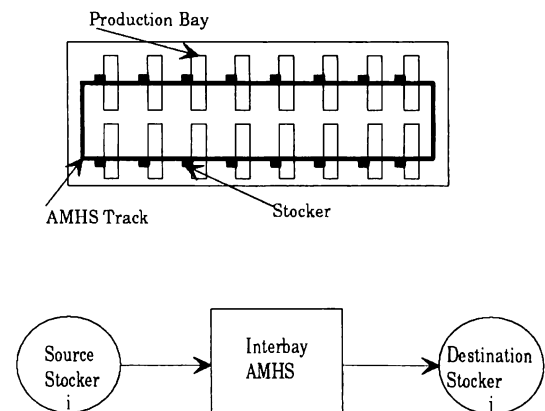 Production Bay
AMHS Track
Stocker
Source
Stocker
i
Interbay
AMHS
Destination
Stocker
j